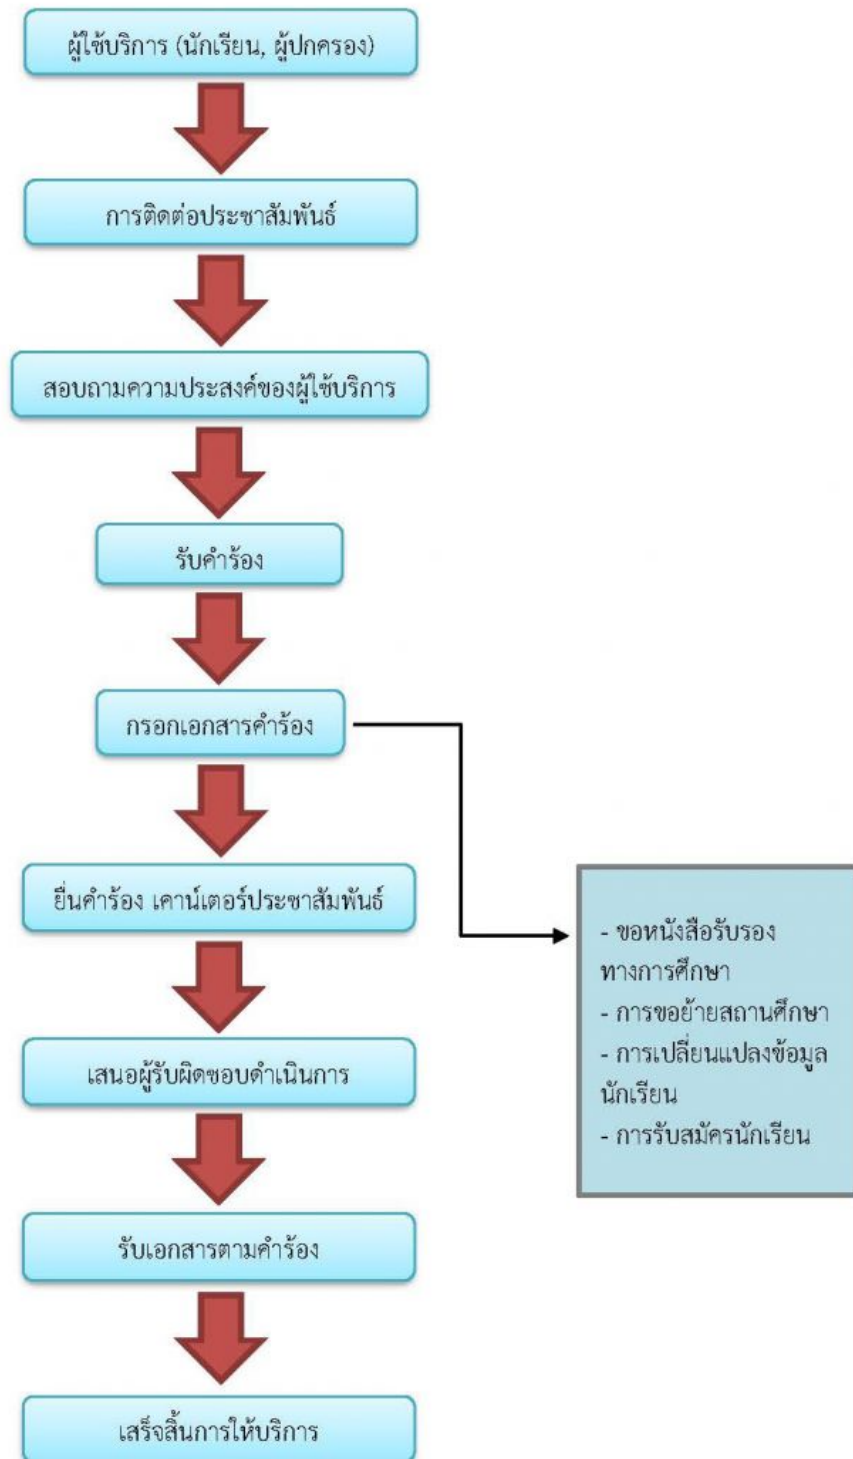 ผู้ใช้บริการ (นักเรียน, ผู้ปกครอง)
การติดต่อประชาสัมพันธ์
สอบถามความประสงค์ของผู้ใช้บริการ
รับคำร้อง
กรอกเอกสารคำร้อง
ยื่นคำร้อง เคาน์เตอร์ประชาสัมพันธ์
เสนอผู้รับผิดชอบดำเนินการ
รับเอกสารตามคำร้อง
เสร็จสิ้นการให้บริการ
- ขอหนังสือรับรอง
ทางการศึกษา
- การขอย้ายสถานศึกษา
- การเปลี่ยนแปลงข้อมูล
นักเรียน
- การรับสมัครนักเรียน